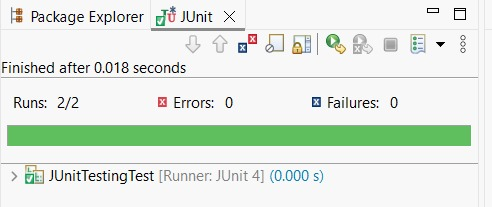 Package Explorer JUnit
Finished after 0.018 seconds
Runs: 2/2 Errors: 0 Failures: 0
JUnitTestingTest [Runner: JUnit 4] (0.000 s)